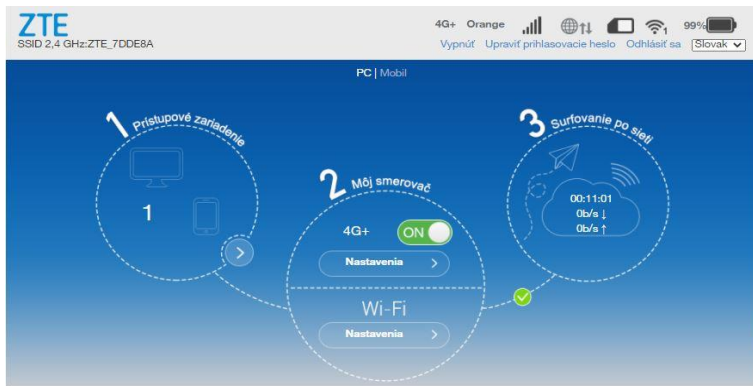 ZTE
SSID 2,4 GHz:ZTE_7DDE8A
4G+ Orange 1 99%
Vypnúť Upraviť prihlasovacie heslo Odhlásiť sa Slovak
PC | Mobil
1 Prístupové zariadenie
1
2 Môj smerovač
4G+ ON
Nastavenia
Wi-Fi
Nastavenia
3 Surfovanie po sieti
00:11:01
0b/s ↓
0b/s ↑